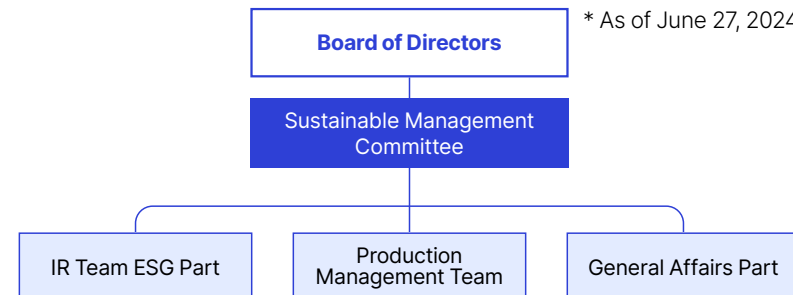 * As of June 27, 2024
Board of Directors
Sustainable Management
Committee
IR Team ESG Part
Production
Management Team
General Affairs Part